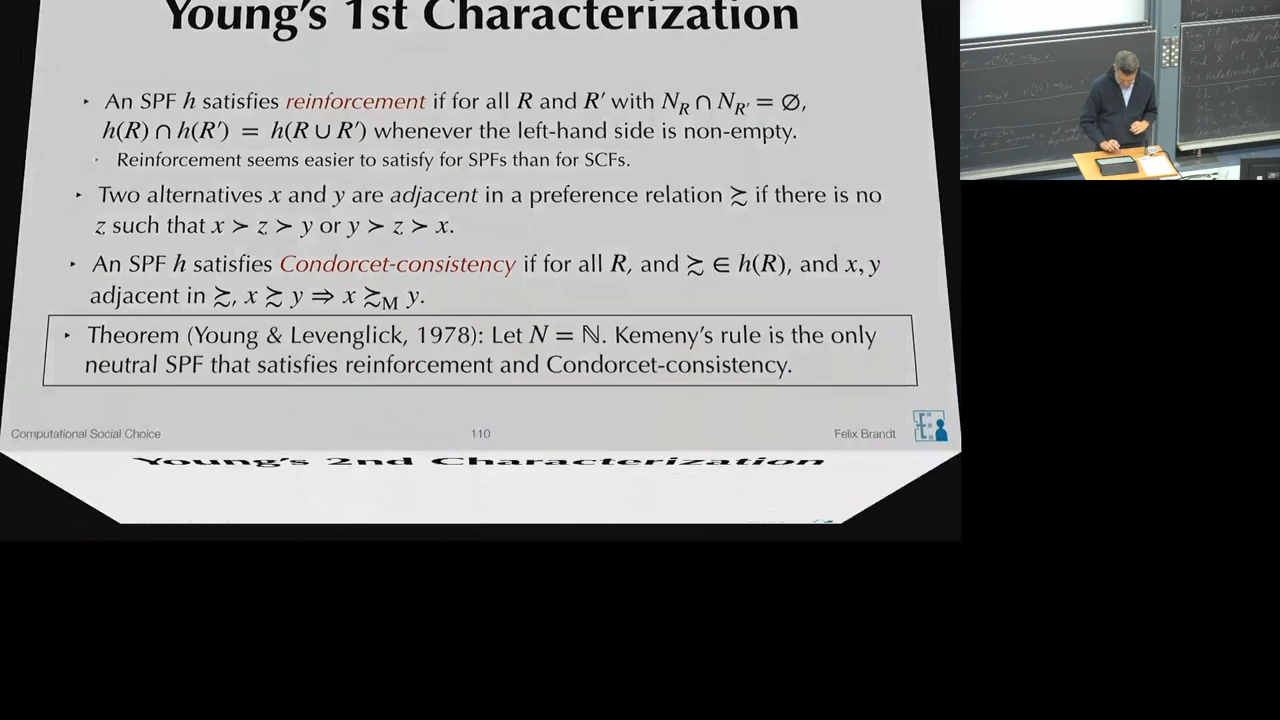 Young's 1st Characterization
‣ An SPF h satisfies reinforcement if for all R and R′ with N_R ∩ N_R′ = ∅,
h(R) ∩ h(R′) = h(R ∪ R′) whenever the left-hand side is non-empty.
· Reinforcement seems easier to satisfy for SPFs than for SCFs.
‣ Two alternatives x and y are adjacent in a preference relation ≿ if there is no
z such that x ≻ z ≻ y or y ≻ z ≻ x.
‣ An SPF h satisfies Condorcet-consistency if for all R, and ≿ ∈ h(R), and x, y
adjacent in ≿, x ≿ y ⇒ x ≿_M y.
‣ Theorem (Young & Levenglick, 1978): Let N = ℕ. Kemeny's rule is the only
neutral SPF that satisfies reinforcement and Condorcet-consistency.
Computational Social Choice
110
Felix Brandt
Young's 2nd Characterization